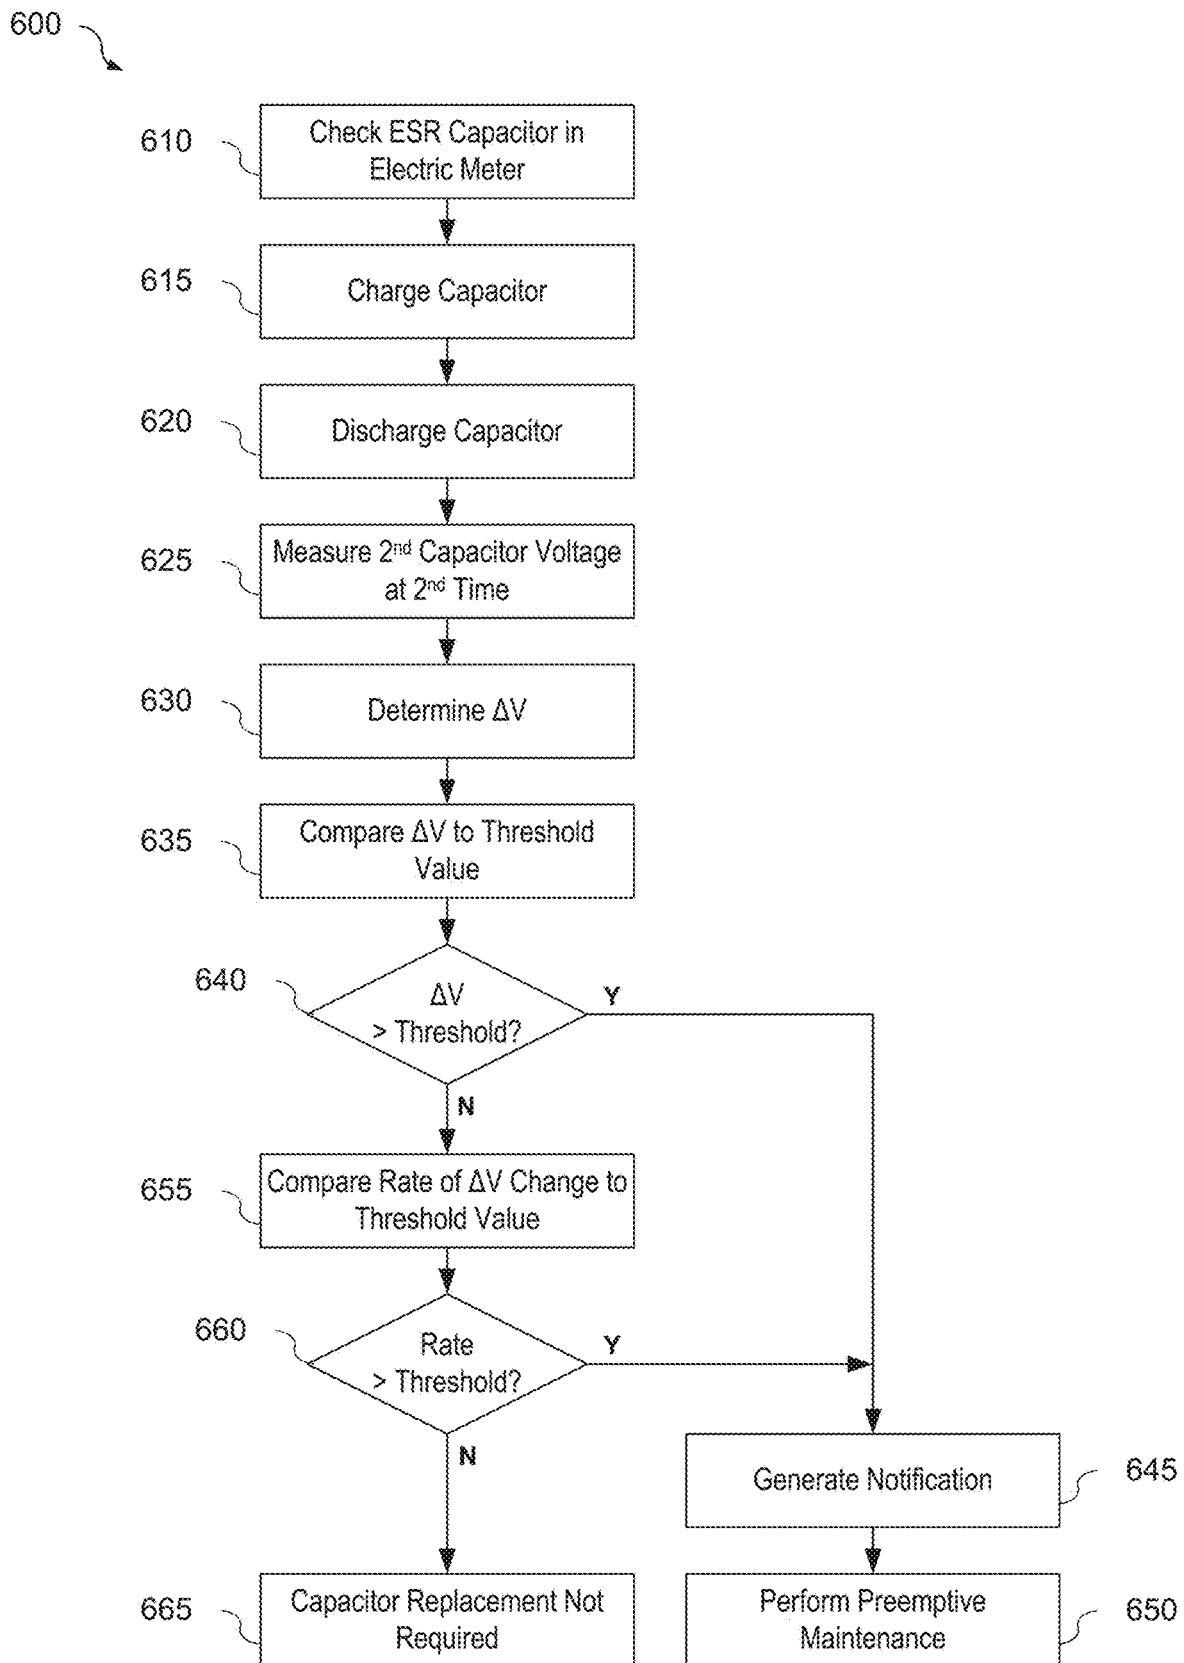 600
610
Check ESR Capacitor in
Electric Meter
615
Charge Capacitor
620
Discharge Capacitor
625
Measure 2nd Capacitor Voltage
at 2nd Time
630
Determine ΔV
635
Compare ΔV to Threshold
Value
640
ΔV
> Threshold?
Y
N
655
Compare Rate of ΔV Change to
Threshold Value
660
Rate
> Threshold?
Y
N
Generate Notification
645
665
Capacitor Replacement Not
Required
Perform Preemptive
Maintenance
650